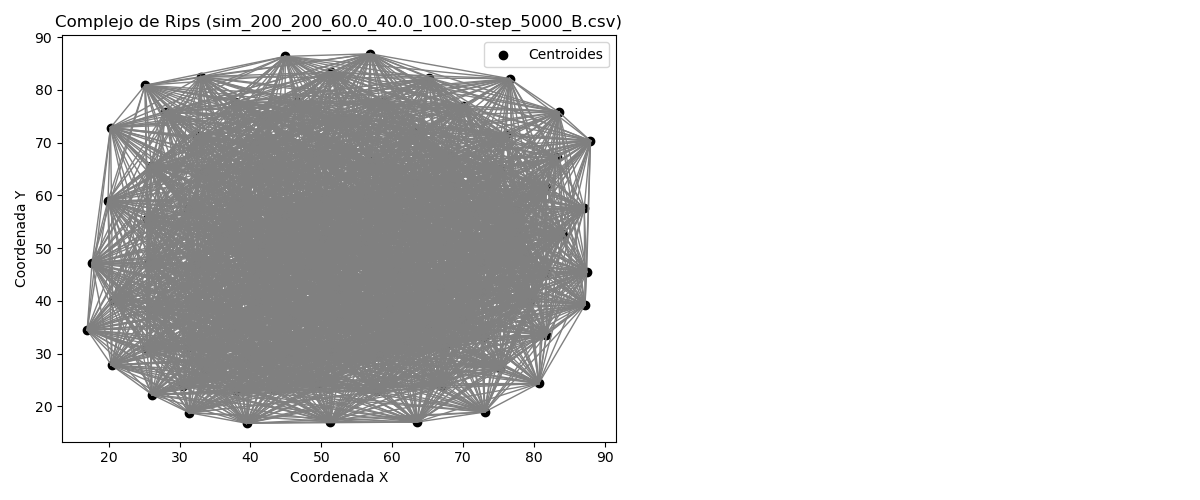 Complejo de Rips (sim_200_200_60.0_40.0_100.0-step_5000_B.csv)
Centroides
90
80
70
60
50
40
30
20
Coordenada Y
20 30 40 50 60 70 80 90
Coordenada X